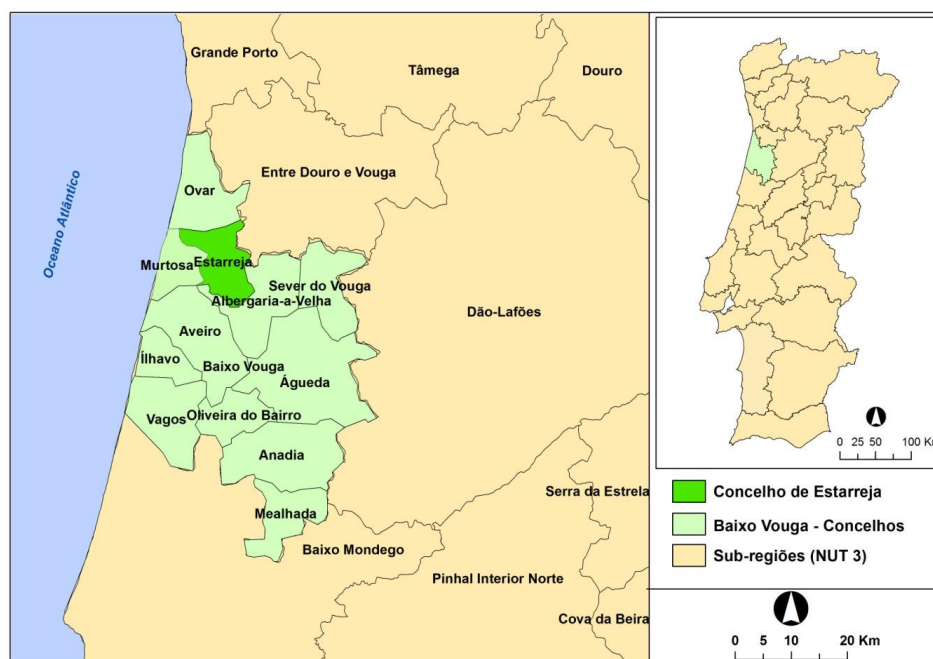 Grande Porto
Tâmega
Douro
Entre Douro e Vouga
Ovar
Oceano Atlântico
Murtosa
Estarreja
Sever do Vouga
Albergaria-a-Velha
Dão-Lafões
Aveiro
Ílhavo
Baixo Vouga
Águeda
Vagos
Oliveira do Bairro
Anadia
Serra da Estrela
Mealhada
Baixo Mondego
Pinhal Interior Norte
Cova da Beira
0 25 50 100 Km
Concelho de Estarreja
Baixo Vouga - Concelhos
Sub-regiões (NUT 3)
0 5 10 20 Km